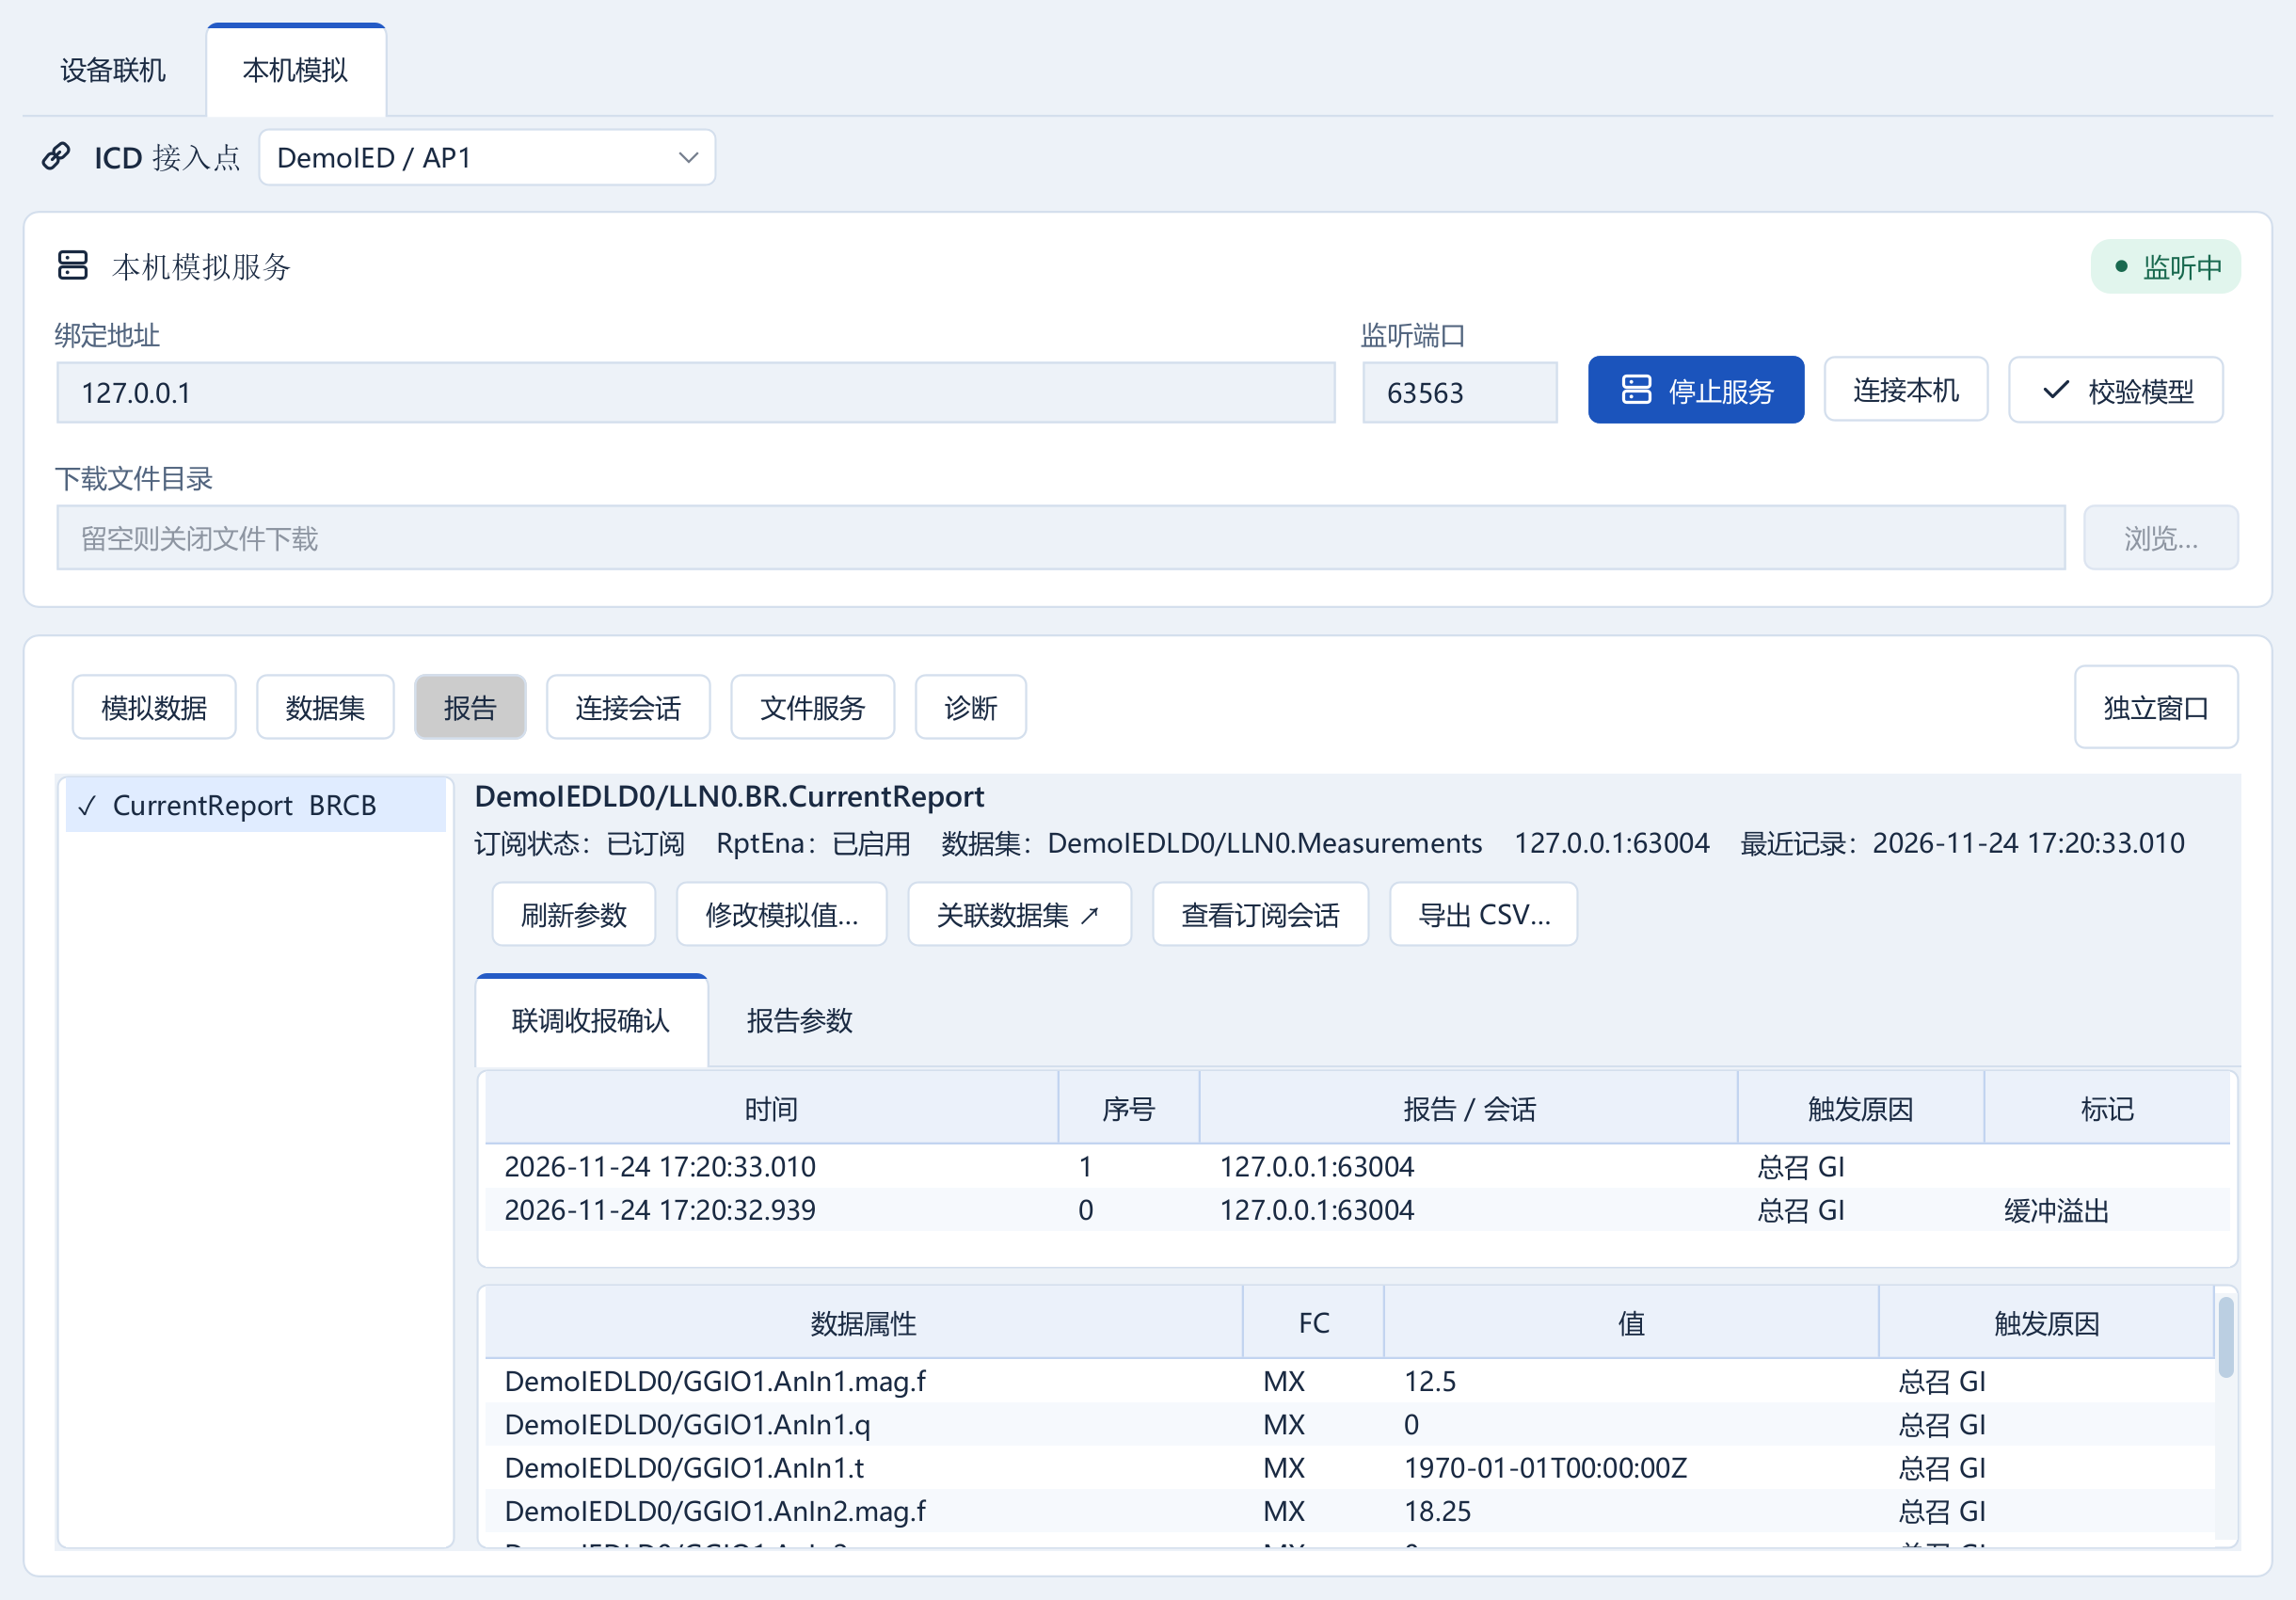 设备联机 本机模拟
ICD 接入点 DemoIED / AP1
本机模拟服务 监听中
绑定地址 监听端口
127.0.0.1 63563 停止服务 连接本机 校验模型
下载文件目录
留空则关闭文件下载 浏览...
模拟数据 数据集 报告 连接会话 文件服务 诊断 独立窗口
✓ CurrentReport BRCB
DemoIEDLD0/LLN0.BR.CurrentReport
订阅状态：已订阅 RptEna：已启用 数据集：DemoIEDLD0/LLN0.Measurements 127.0.0.1:63004 最近记录：2026-11-24 17:20:33.010
刷新参数 修改模拟值... 关联数据集 ↗ 查看订阅会话 导出 CSV...
联调收报确认 报告参数
时间 序号 报告 / 会话 触发原因 标记
2026-11-24 17:20:33.010 1 127.0.0.1:63004 总召 GI
2026-11-24 17:20:32.939 0 127.0.0.1:63004 总召 GI 缓冲溢出
数据属性 FC 值 触发原因
DemoIEDLD0/GGIO1.AnIn1.mag.f MX 12.5 总召 GI
DemoIEDLD0/GGIO1.AnIn1.q MX 0 总召 GI
DemoIEDLD0/GGIO1.AnIn1.t MX 1970-01-01T00:00:00Z 总召 GI
DemoIEDLD0/GGIO1.AnIn2.mag.f MX 18.25 总召 GI